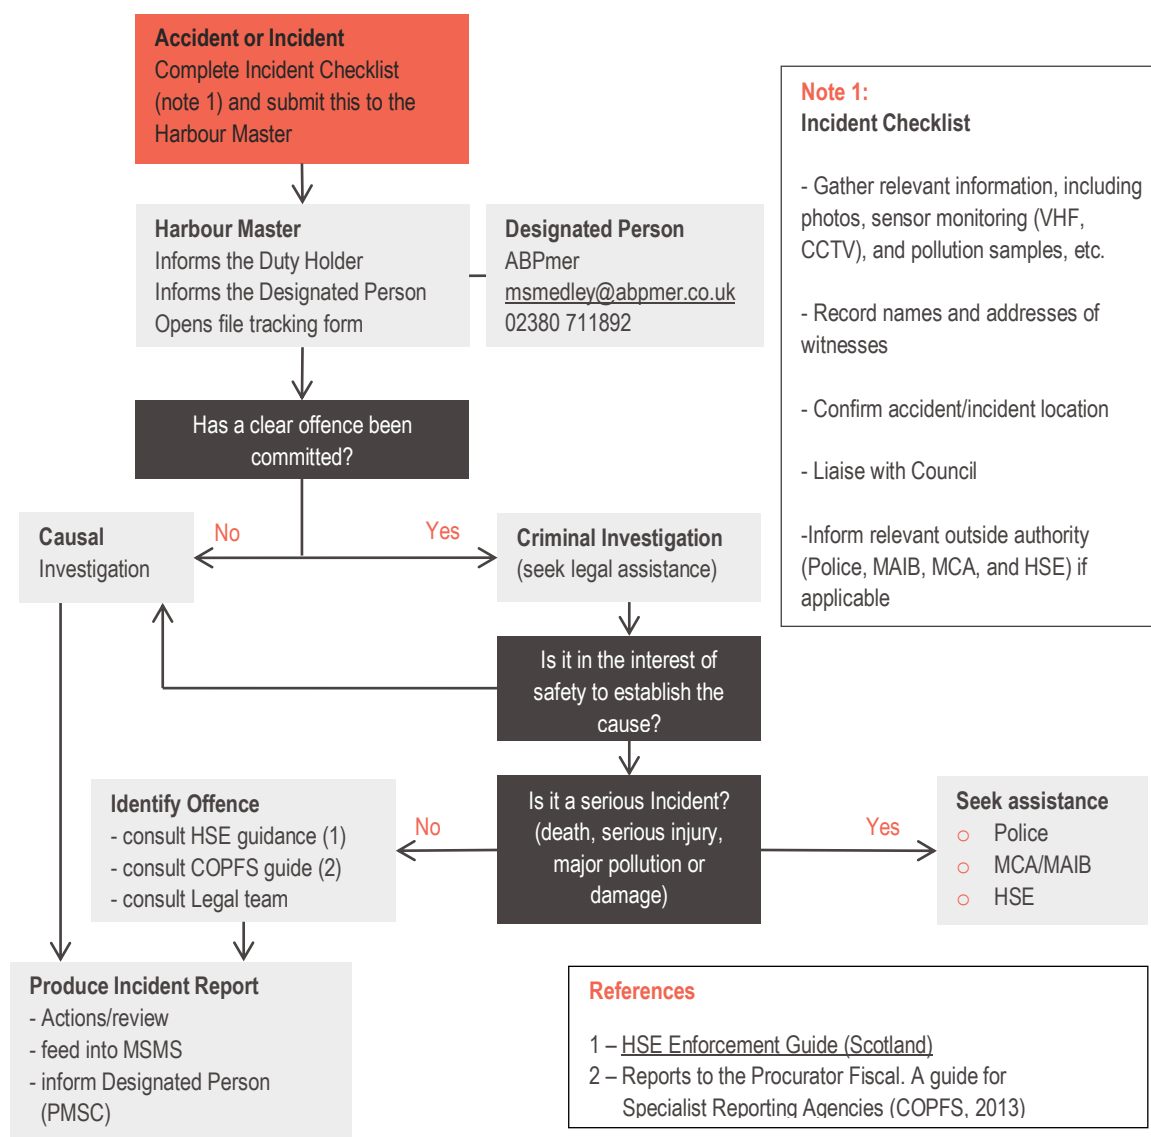 Accident or Incident
Complete Incident Checklist
(note 1) and submit this to the
Harbour Master
Note 1:
Incident Checklist
- Gather relevant information, including
photos, sensor monitoring (VHF,
CCTV), and pollution samples, etc.
- Record names and addresses of
witnesses
- Confirm accident/incident location
- Liaise with Council
-Inform relevant outside authority
(Police, MAIB, MCA, and HSE) if
applicable
Harbour Master
Informs the Duty Holder
Informs the Designated Person
Opens file tracking form
Designated Person
ABPmer
msmedley@abpmer.co.uk
02380 711892
Has a clear offence been
committed?
No
Yes
Causal
Investigation
Criminal Investigation
(seek legal assistance)
Is it in the interest of
safety to establish the
cause?
Is it a serious Incident?
(death, serious injury,
major pollution or
damage)
No
Yes
Identify Offence
- consult HSE guidance (1)
- consult COPFS guide (2)
- consult Legal team
Seek assistance
o Police
o MCA/MAIB
o HSE
Produce Incident Report
- Actions/review
- feed into MSMS
- inform Designated Person
(PMSC)
References
1 – HSE Enforcement Guide (Scotland)
2 – Reports to the Procurator Fiscal. A guide for
Specialist Reporting Agencies (COPFS, 2013)